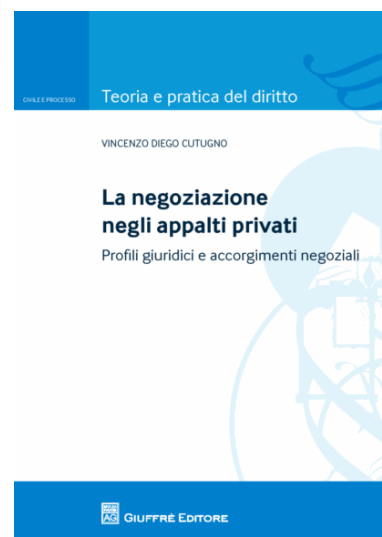 CIVILE E PROCESSO
Teoria e pratica del diritto
VINCENZO DIEGO CUTUGNO
La negoziazione
negli appalti privati
Profili giuridici e accorgimenti negoziali
AG
GIUFFRÈ EDITORE